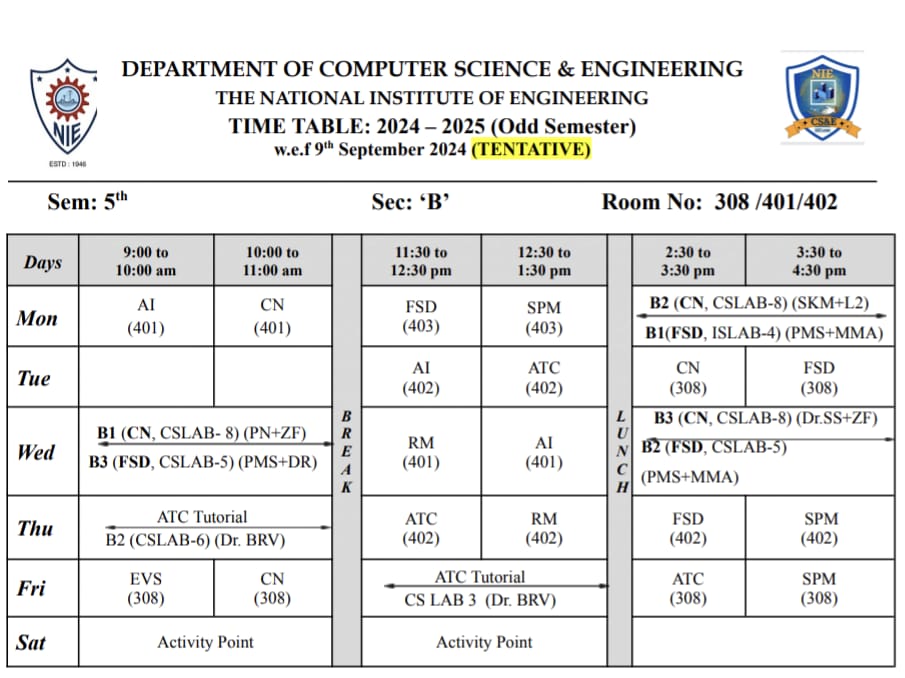 DEPARTMENT OF COMPUTER SCIENCE & ENGINEERING
THE NATIONAL INSTITUTE OF ENGINEERING
TIME TABLE: 2024 – 2025 (Odd Semester)
w.e.f 9th September 2024 (TENTATIVE)
NIE
ESTD : 1946
NIE
CS&E
Sem: 5th Sec: ‘B’ Room No: 308 /401/402
Days 9:00 to 10:00 am 10:00 to 11:00 am 11:30 to 12:30 pm 12:30 to 1:30 pm 2:30 to 3:30 pm 3:30 to 4:30 pm
BREAK
LUNCH
Mon AI (401) CN (401) FSD (403) SPM (403)
B2 (CN, CSLAB-8) (SKM+L2)
B1(FSD, ISLAB-4) (PMS+MMA)
Tue AI (402) ATC (402) CN (308) FSD (308)
Wed
B1 (CN, CSLAB- 8) (PN+ZF)
B3 (FSD, CSLAB-5) (PMS+DR)
RM (401) AI (401)
B3 (CN, CSLAB-8) (Dr.SS+ZF)
B2 (FSD, CSLAB-5)
(PMS+MMA)
Thu
ATC Tutorial
B2 (CSLAB-6) (Dr. BRV)
ATC (402) RM (402) FSD (402) SPM (402)
Fri EVS (308) CN (308)
ATC Tutorial
CS LAB 3 (Dr. BRV)
ATC (308) SPM (308)
Sat Activity Point Activity Point